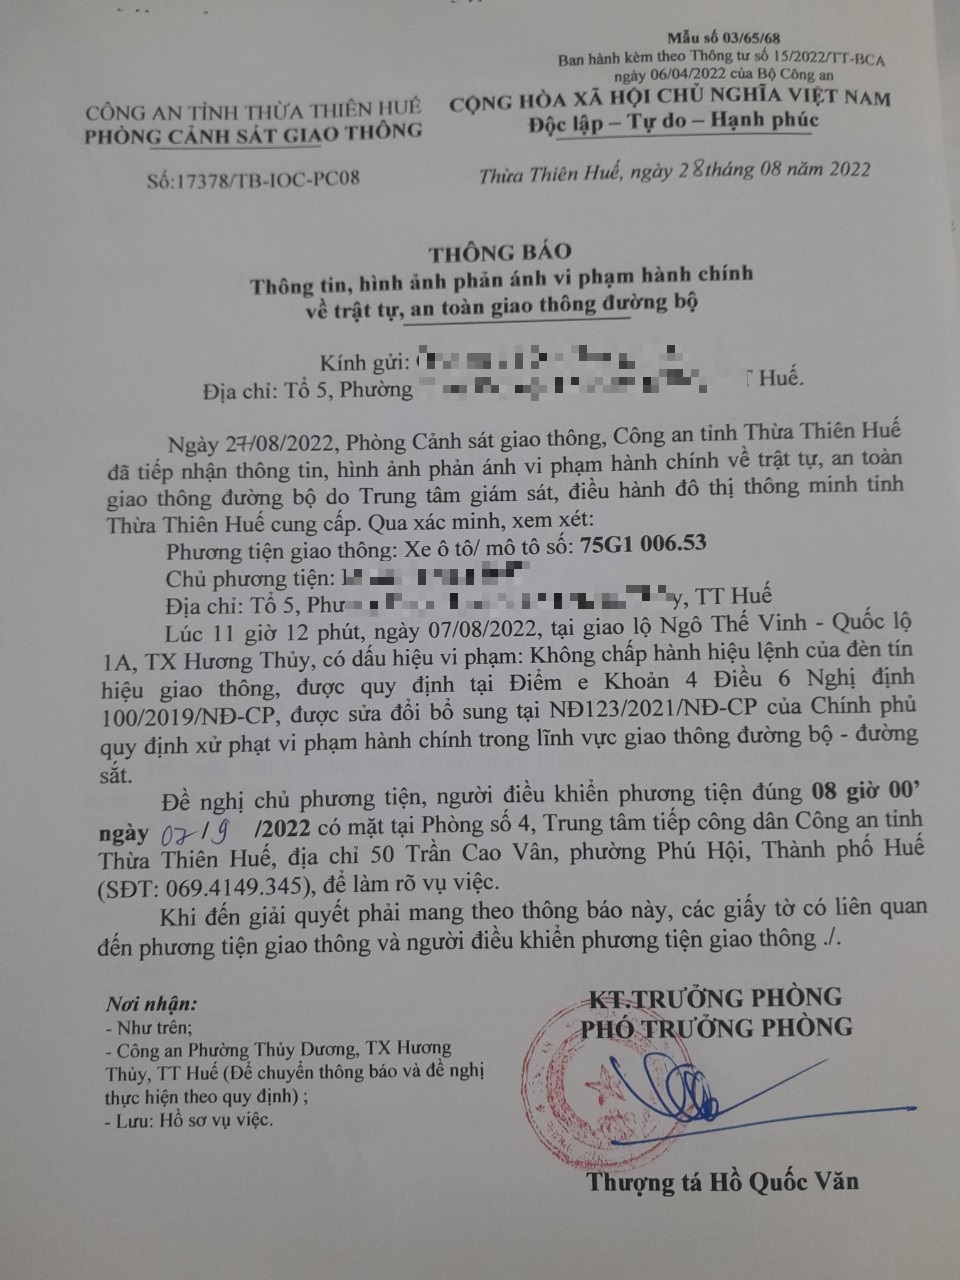 Mẫu số 03/65/68
Ban hành kèm theo Thông tư số 15/2022/TT-BCA
ngày 06/04/2022 của Bộ Công an
CÔNG AN TỈNH THỪA THIÊN HUẾ
PHÒNG CẢNH SÁT GIAO THÔNG
CỘNG HÒA XÃ HỘI CHỦ NGHĨA VIỆT NAM
Độc lập – Tự do – Hạnh phúc
Số:17378/TB-IOC-PC08
Thừa Thiên Huế, ngày 28 tháng 08 năm 2022
THÔNG BÁO
Thông tin, hình ảnh phản ánh vi phạm hành chính
về trật tự, an toàn giao thông đường bộ
Kính gửi:
Địa chỉ: Tổ 5, Phường T Huế.
Ngày 27/08/2022, Phòng Cảnh sát giao thông, Công an tỉnh Thừa Thiên Huế
đã tiếp nhận thông tin, hình ảnh phản ánh vi phạm hành chính về trật tự, an toàn
giao thông đường bộ do Trung tâm giám sát, điều hành đô thị thông minh tỉnh
Thừa Thiên Huế cung cấp. Qua xác minh, xem xét:
Phương tiện giao thông: Xe ô tô/ mô tô số: 75G1 006.53
Chủ phương tiện:
Địa chỉ: Tổ 5, Phư y, TT Huế
Lúc 11 giờ 12 phút, ngày 07/08/2022, tại giao lộ Ngô Thế Vinh - Quốc lộ
1A, TX Hương Thủy, có dấu hiệu vi phạm: Không chấp hành hiệu lệnh của đèn tín
hiệu giao thông, được quy định tại Điểm e Khoản 4 Điều 6 Nghị định
100/2019/NĐ-CP, được sửa đổi bổ sung tại NĐ123/2021/NĐ-CP của Chính phủ
quy định xử phạt vi phạm hành chính trong lĩnh vực giao thông đường bộ - đường
sắt.
Đề nghị chủ phương tiện, người điều khiển phương tiện đúng 08 giờ 00’
ngày 07/9 /2022 có mặt tại Phòng số 4, Trung tâm tiếp công dân Công an tỉnh
Thừa Thiên Huế, địa chỉ 50 Trần Cao Vân, phường Phú Hội, Thành phố Huế
(SĐT: 069.4149.345), để làm rõ vụ việc.
Khi đến giải quyết phải mang theo thông báo này, các giấy tờ có liên quan
đến phương tiện giao thông và người điều khiển phương tiện giao thông ./.
Nơi nhận:
- Như trên;
- Công an Phường Thủy Dương, TX Hương
Thủy, TT Huế (Để chuyển thông báo và đề nghị
thực hiện theo quy định) ;
- Lưu: Hồ sơ vụ việc.
KT.TRƯỞNG PHÒNG
PHÓ TRƯỞNG PHÒNG
Thượng tá Hồ Quốc Văn